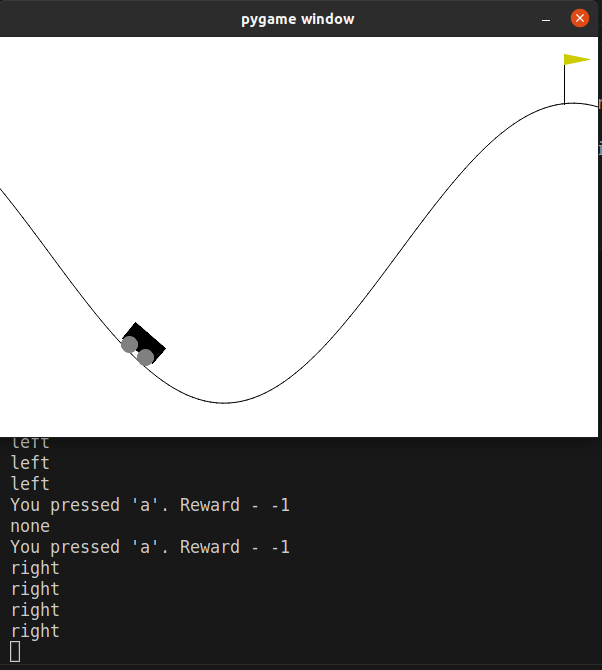 pygame window
left
left
left
You pressed 'a'. Reward - -1
none
You pressed 'a'. Reward - -1
right
right
right
right